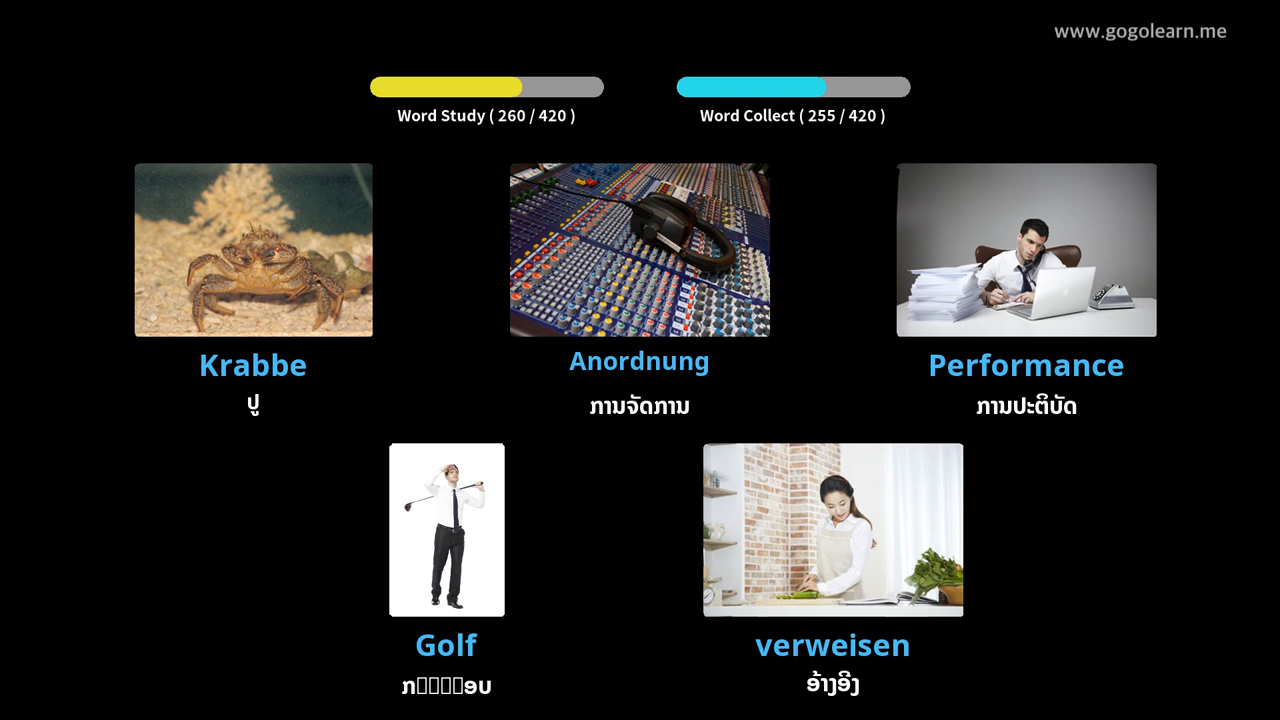 www.gogolearn.me
Word Study ( 260 / 420 )
Word Collect ( 255 / 420 )
Krabbe
ປູ
Anordnung
ການຈັດການ
Performance
ການປະຕິບັດ
Golf
verweisen
ອ້າງອີງ